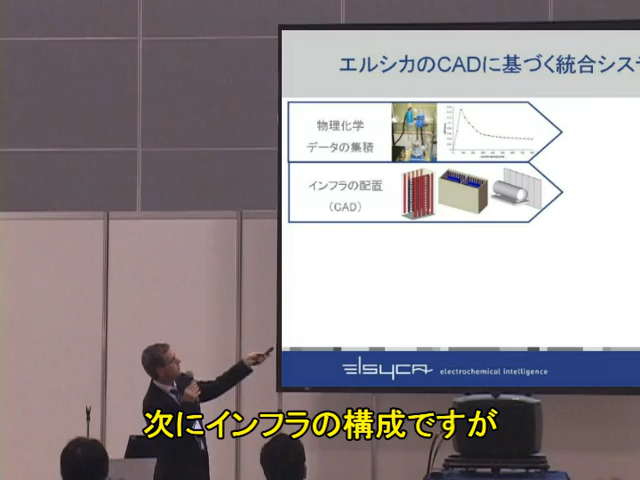 エルシカのCADに基づく統合シス
物理化学
データの集積
インフラの配置
（CAD）
Elsyca electrochemical intelligence
次にインフラの構成ですが